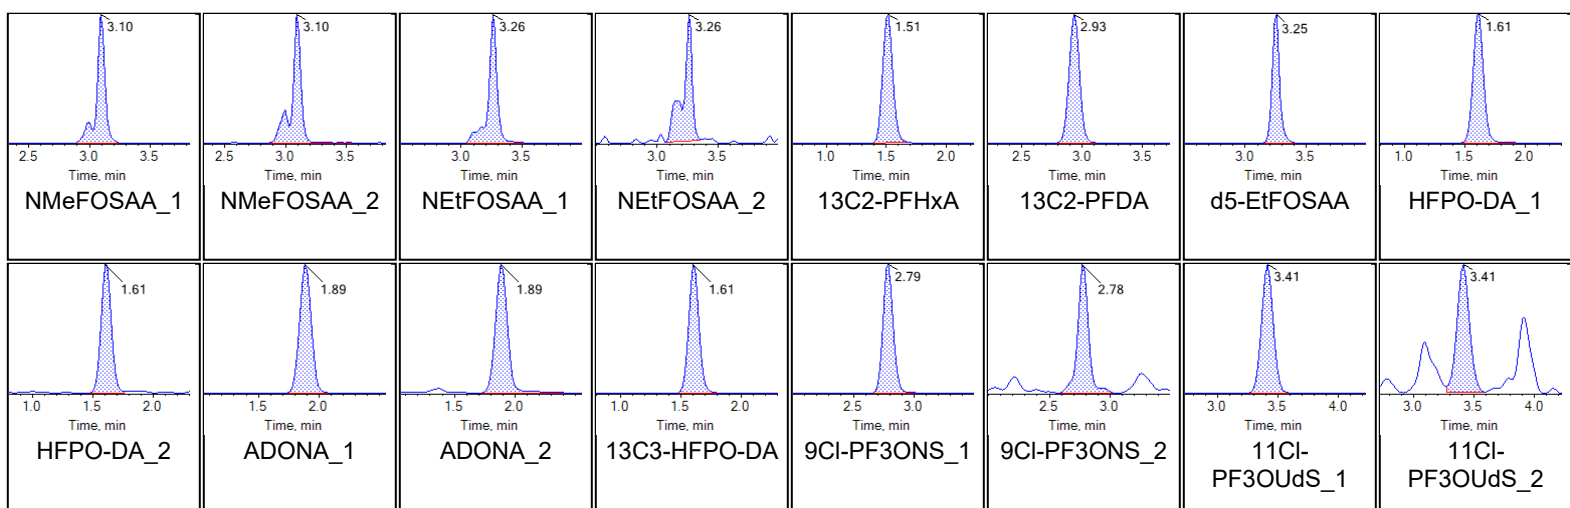 3.10 3.10 3.26 3.26 1.51 2.93 3.25 1.61
2.5 3.0 3.5 2.5 3.0 3.5 3.0 3.5 3.0 3.5 1.0 1.5 2.0 2.5 3.0 3.5 3.0 3.5 1.0 1.5 2.0
Time, min Time, min Time, min Time, min Time, min Time, min Time, min Time, min
NMeFOSAA_1 NMeFOSAA_2 NEtFOSAA_1 NEtFOSAA_2 13C2-PFHxA 13C2-PFDA d5-EtFOSAA HFPO-DA_1
1.61 1.89 1.89 1.61 2.79 2.78 3.41 3.41
1.0 1.5 2.0 1.5 2.0 1.5 2.0 1.0 1.5 2.0 2.5 3.0 2.5 3.0 3.0 3.5 4.0 3.0 3.5 4.0
Time, min Time, min Time, min Time, min Time, min Time, min Time, min Time, min
HFPO-DA_2 ADONA_1 ADONA_2 13C3-HFPO-DA 9Cl-PF3ONS_1 9Cl-PF3ONS_2 11Cl- 11Cl-
PF3OUdS_1 PF3OUdS_2